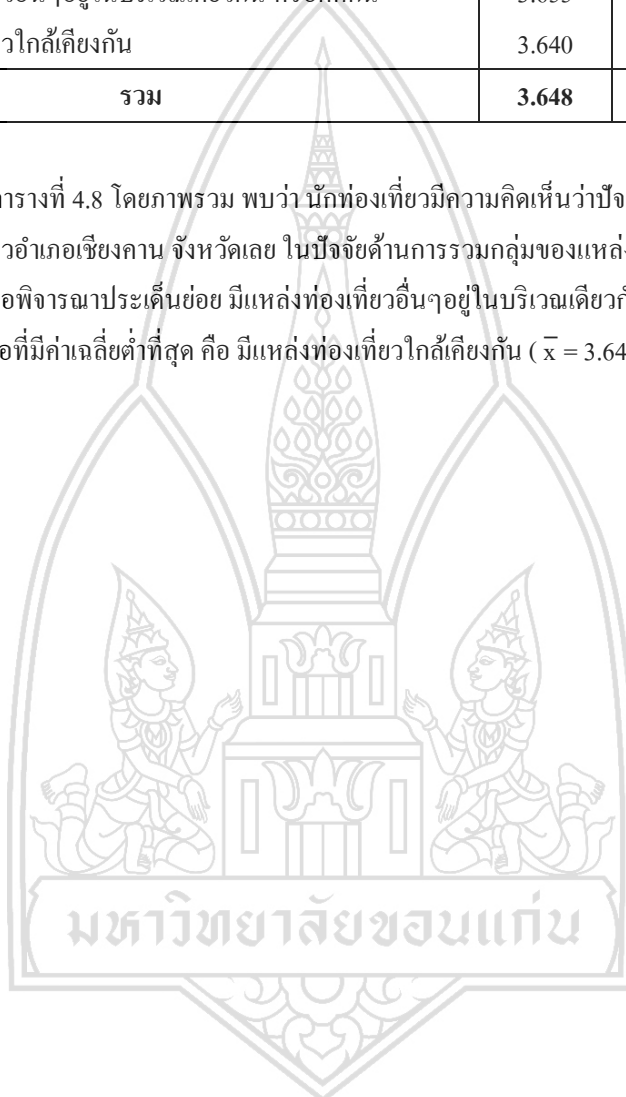 วใกล้เคียงกัน 3.640
รวม 3.648
ารางที่ 4.8 โดยภาพรวม พบว่า นักท่องเที่ยวมีความคิดเห็นว่าปัจ
วอำเภอเชียงคาน จังหวัดเลย ในปัจจัยด้านการรวมกลุ่มของแหล่
อพิจารณาประเด็นย่อย มีแหล่งท่องเที่ยวอื่นๆอยู่ในบริเวณเดียวกั
อที่มีค่าเฉลี่ยต่ำที่สุด คือ มีแหล่งท่องเที่ยวใกล้เคียงกัน ( x̅ = 3.64
มหาวิทยาลัยขอนแก่น